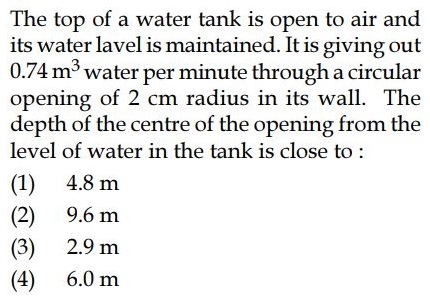 The top of a water tank is open to air and
its water lavel is maintained. It is giving out
0.74 m³ water per minute through a circular
opening of 2 cm radius in its wall. The
depth of the centre of the opening from the
level of water in the tank is close to :
(1) 4.8 m
(2) 9.6 m
(3) 2.9 m
(4) 6.0 m